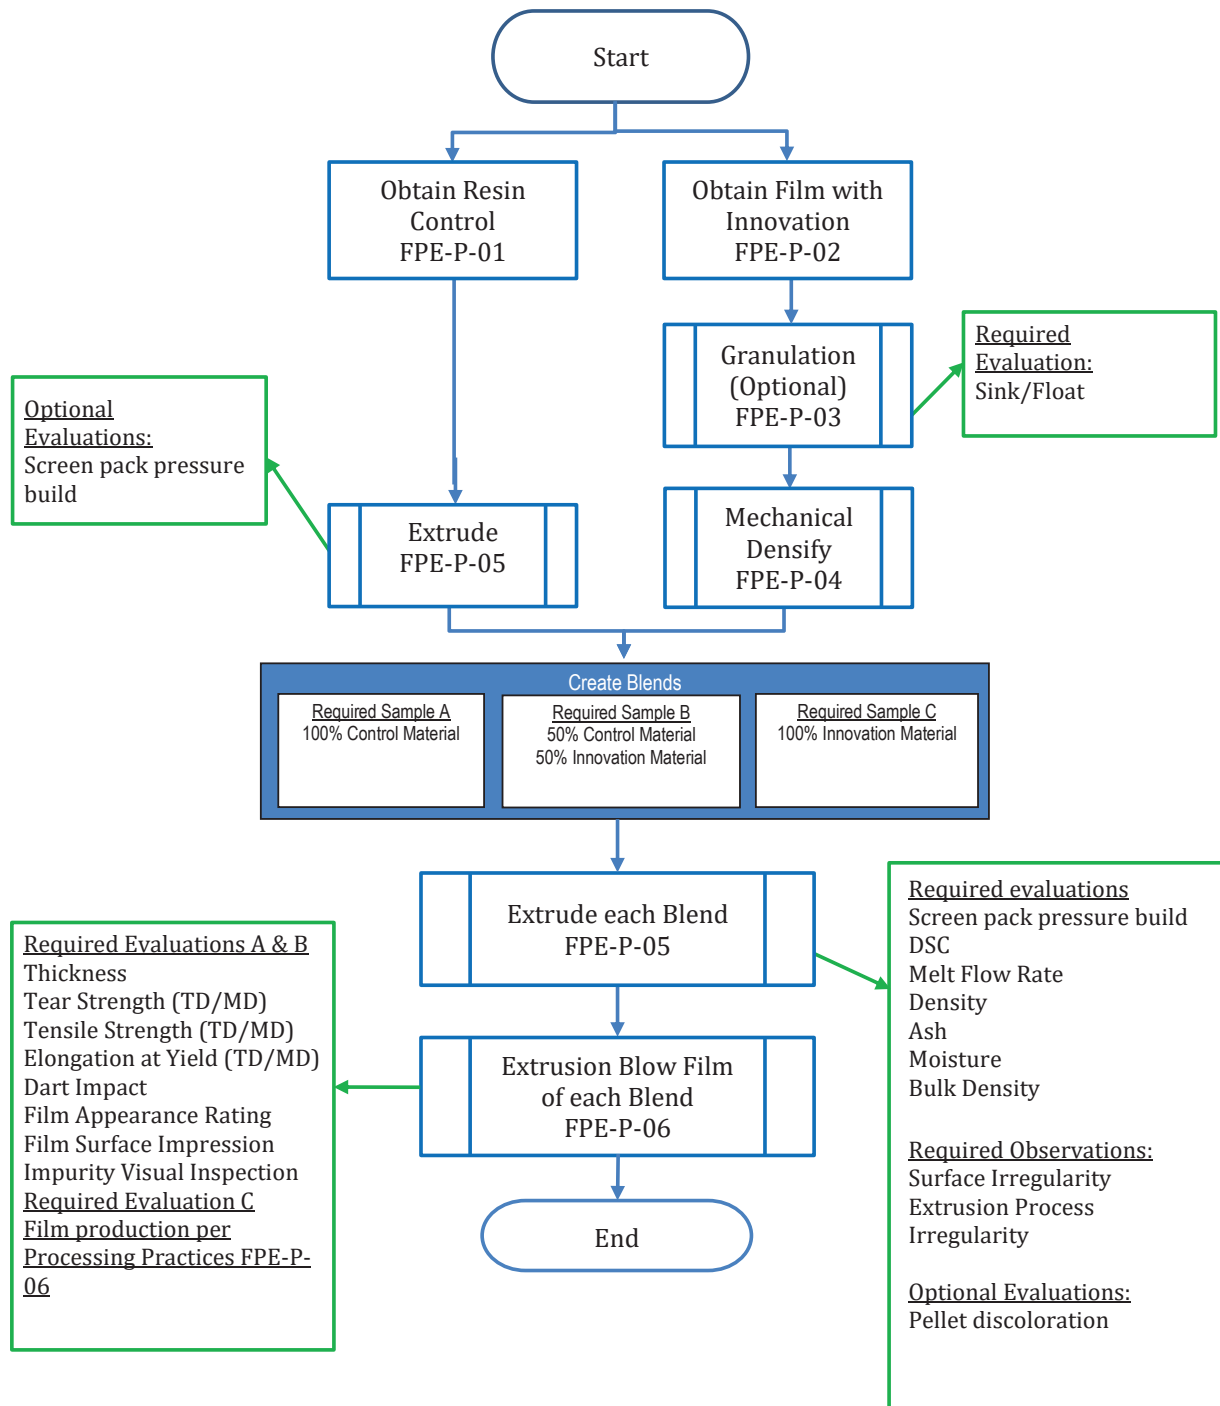 Start
Obtain Resin
Control
FPE-P-01
Obtain Film with
Innovation
FPE-P-02
Granulation
(Optional)
FPE-P-03
Required
Evaluation:
Sink/Float
Optional
Evaluations:
Screen pack pressure
build
Extrude
FPE-P-05
Mechanical
Densify
FPE-P-04
Create Blends
Required Sample A
100% Control Material
Required Sample B
50% Control Material
50% Innovation Material
Required Sample C
100% Innovation Material
Extrude each Blend
FPE-P-05
Required evaluations
Screen pack pressure build
DSC
Melt Flow Rate
Density
Ash
Moisture
Bulk Density
Required Observations:
Surface Irregularity
Extrusion Process
Irregularity
Optional Evaluations:
Pellet discoloration
Required Evaluations A & B
Thickness
Tear Strength (TD/MD)
Tensile Strength (TD/MD)
Elongation at Yield (TD/MD)
Dart Impact
Film Appearance Rating
Film Surface Impression
Impurity Visual Inspection
Required Evaluation C
Film production per
Processing Practices FPE-P-
06
Extrusion Blow Film
of each Blend
FPE-P-06
End